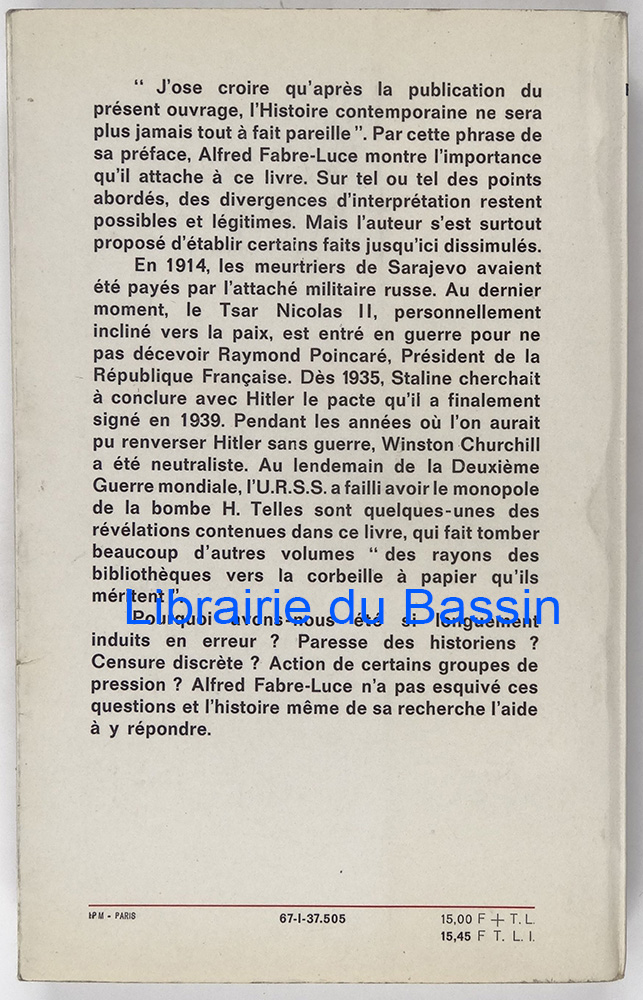 “ J'ose croire qu'après la publication du
présent ouvrage, l'Histoire contemporaine ne sera
plus jamais tout à fait pareille ”. Par cette phrase de
sa préface, Alfred Fabre-Luce montre l'importance
qu'il attache à ce livre. Sur tel ou tel des points
abordés, des divergences d'interprétation restent
possibles et légitimes. Mais l'auteur s'est surtout
proposé d'établir certains faits jusqu'ici dissimulés.
En 1914, les meurtriers de Sarajevo avaient
été payés par l'attaché militaire russe. Au dernier
moment, le Tsar Nicolas II, personnellement
incliné vers la paix, est entré en guerre pour ne
pas décevoir Raymond Poincaré, Président de la
République Française. Dès 1935, Staline cherchait
à conclure avec Hitler le pacte qu'il a finalement
signé en 1939. Pendant les années où l'on aurait
pu renverser Hitler sans guerre, Winston Churchill
a été neutraliste. Au lendemain de la Deuxième
Guerre mondiale, l'U.R.S.S. a failli avoir le monopole
de la bombe H. Telles sont quelques-unes des
révélations contenues dans ce livre, qui fait tomber
beaucoup d'autres volumes “ des rayons des
bibliothèques vers la corbeille à papier qu'ils
méritent ”.
Librairie du Bassin
Pourquoi avons-nous été si longuement
induits en erreur ? Paresse des historiens ?
Censure discrète ? Action de certains groupes de
pression ? Alfred Fabre-Luce n'a pas esquivé ces
questions et l'histoire même de sa recherche l'aide
à y répondre.
IPM - PARIS
67-I-37.505
15,00 F + T. L.
15,45 F T. L. I.